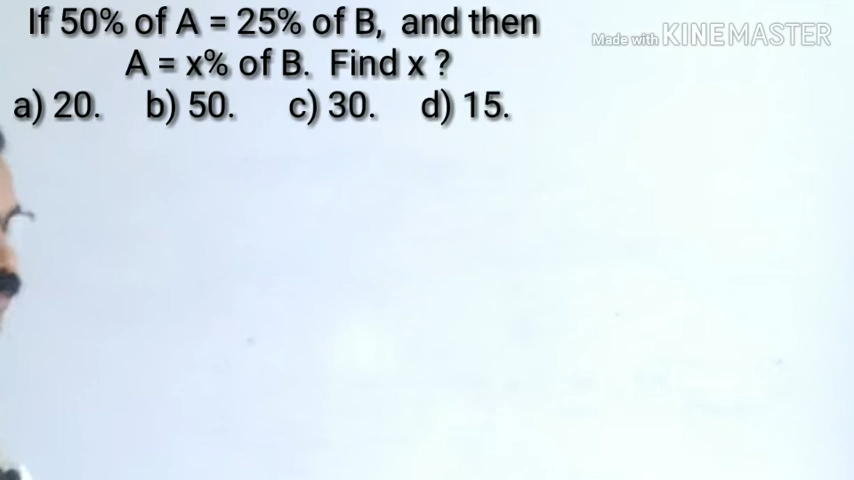 If 50% of A = 25% of B,  and then
A = x% of B.  Find x ?
a) 20.    b) 50.    c) 30.    d) 15.
Made with KINEMASTER